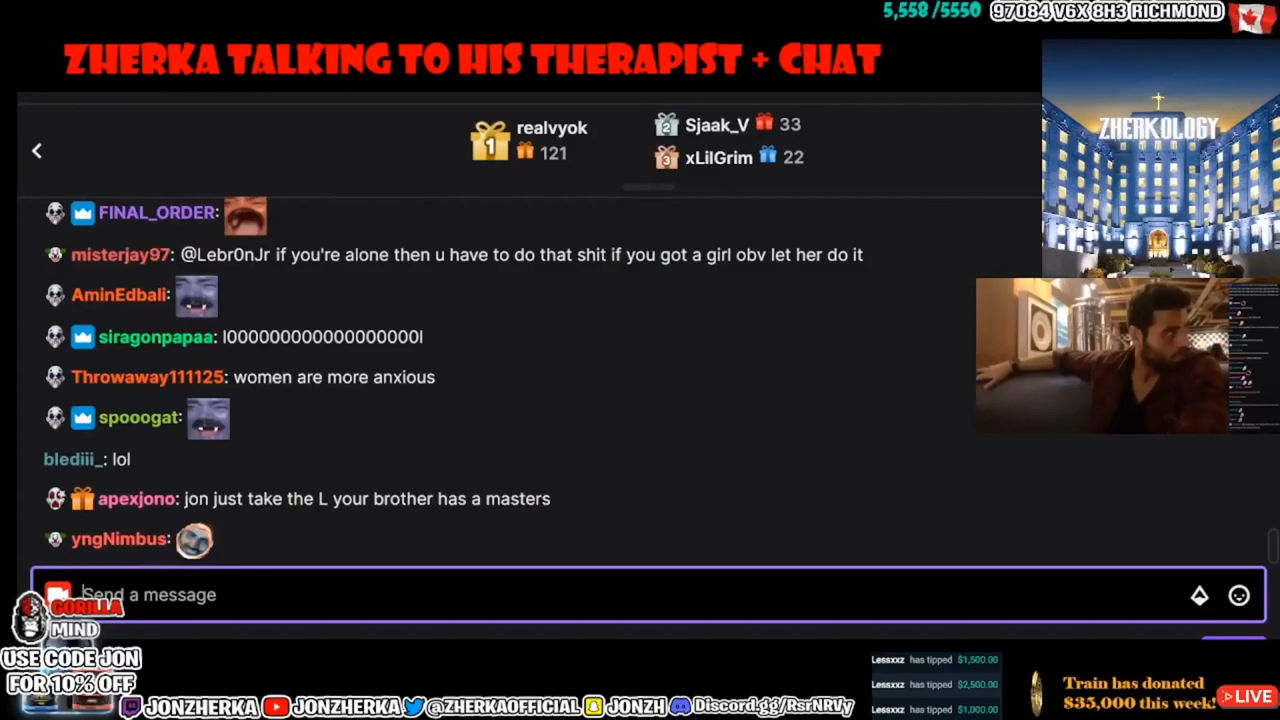 5,558 /5550
97084 V6X 8H3 RICHMOND
ZHERKA TALKING TO HIS THERAPIST + CHAT
ZHERKOLOGY
1
realvyok
121
2 Sjaak_V 33
3 xLilGrim 22
FINAL_ORDER:
misterjay97: @Lebr0nJr if you're alone then u have to do that shit if you got a girl obv let her do it
AminEdbali:
siragonpapaa: l00000000000000000l
Throwaway111125: women are more anxious
spooogat:
blediii_: lol
apexjono: jon just take the L your brother has a masters
yngNimbus:
Send a message
GORILLA
MIND
USE CODE JON
FOR 10% OFF
JONZHERKA JONZHERKA @ZHERKAOFFICIAL JONZH Discord.gg/RsrNRVy
Lessxxz has tipped $1,500.00
Lessxxz has tipped $2,500.00
Lessxxz has tipped $1,000.00
Train has donated
$35,000 this week!
LIVE